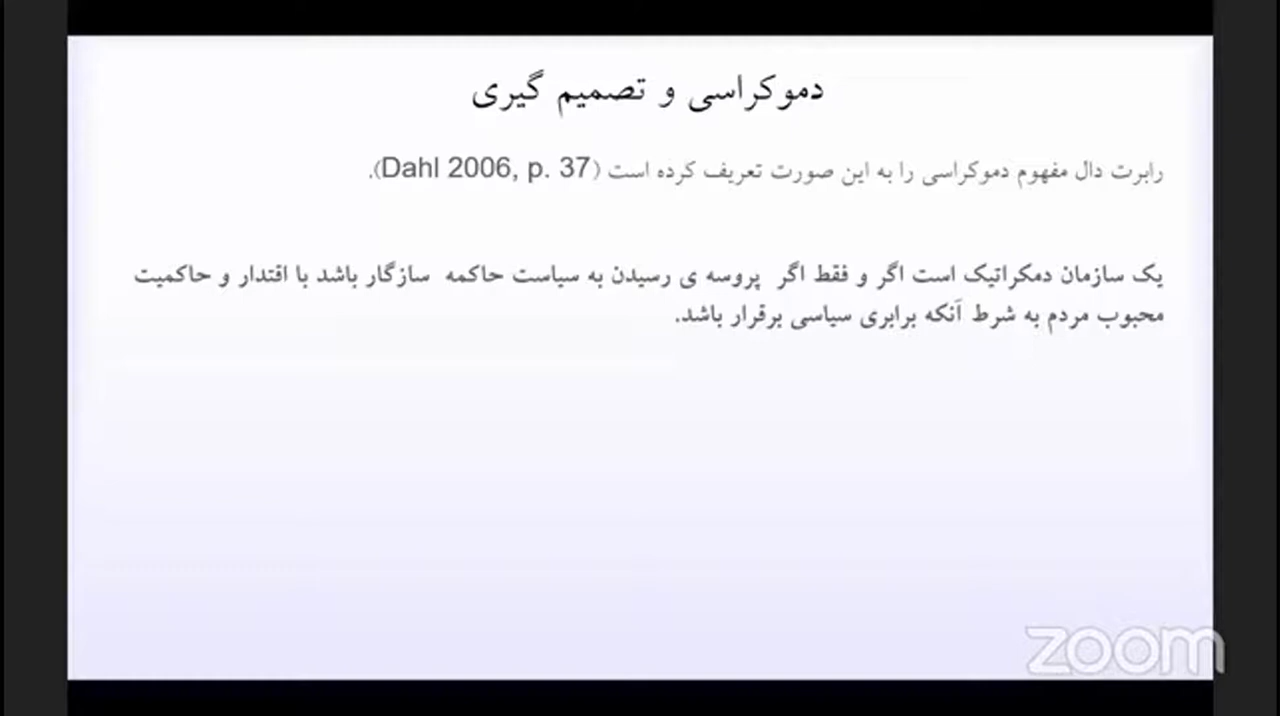 دموکراسی و تصمیم گیری
رابرت دال مفهوم دموکراسی را به این صورت تعریف کرده است (Dahl 2006, p. 37).
یک سازمان دمکراتیک است اگر و فقط اگر پروسه ی رسیدن به سیاست حاکمه سازگار باشد با اقتدار و حاکمیت
محبوب مردم به شرط آنکه برابری سیاسی برقرار باشد.
zoom